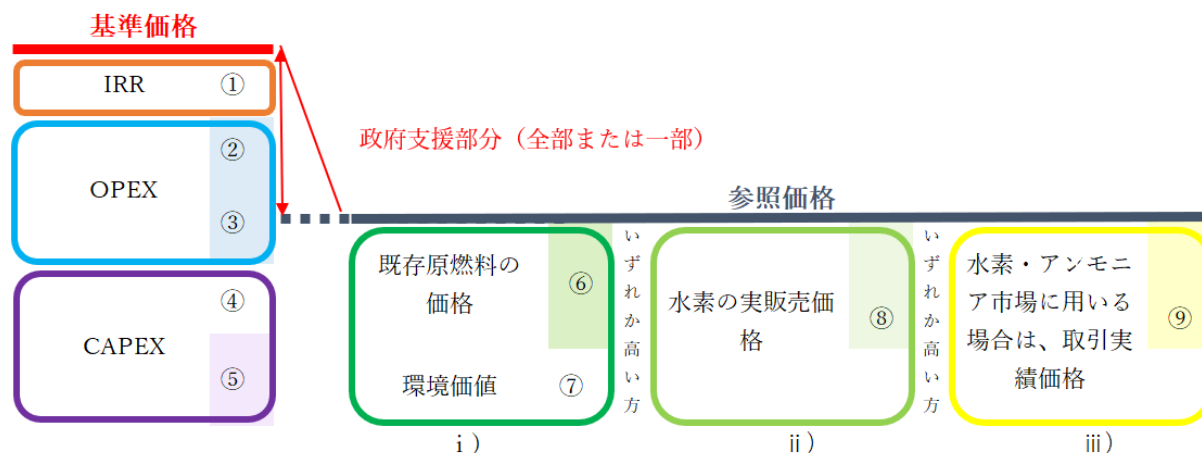 基準価格
IRR ①
②
OPEX
③
④
CAPEX
⑤
政府支援部分（全部または一部）
参照価格
既存原燃料の
価格
⑥
環境価値 ⑦
i )
いずれか高い方
水素の実販売価
格
⑧
ii )
いずれか高い方
水素・アンモニ
ア市場に用いる
場合は、取引実
績価格
⑨
iii )